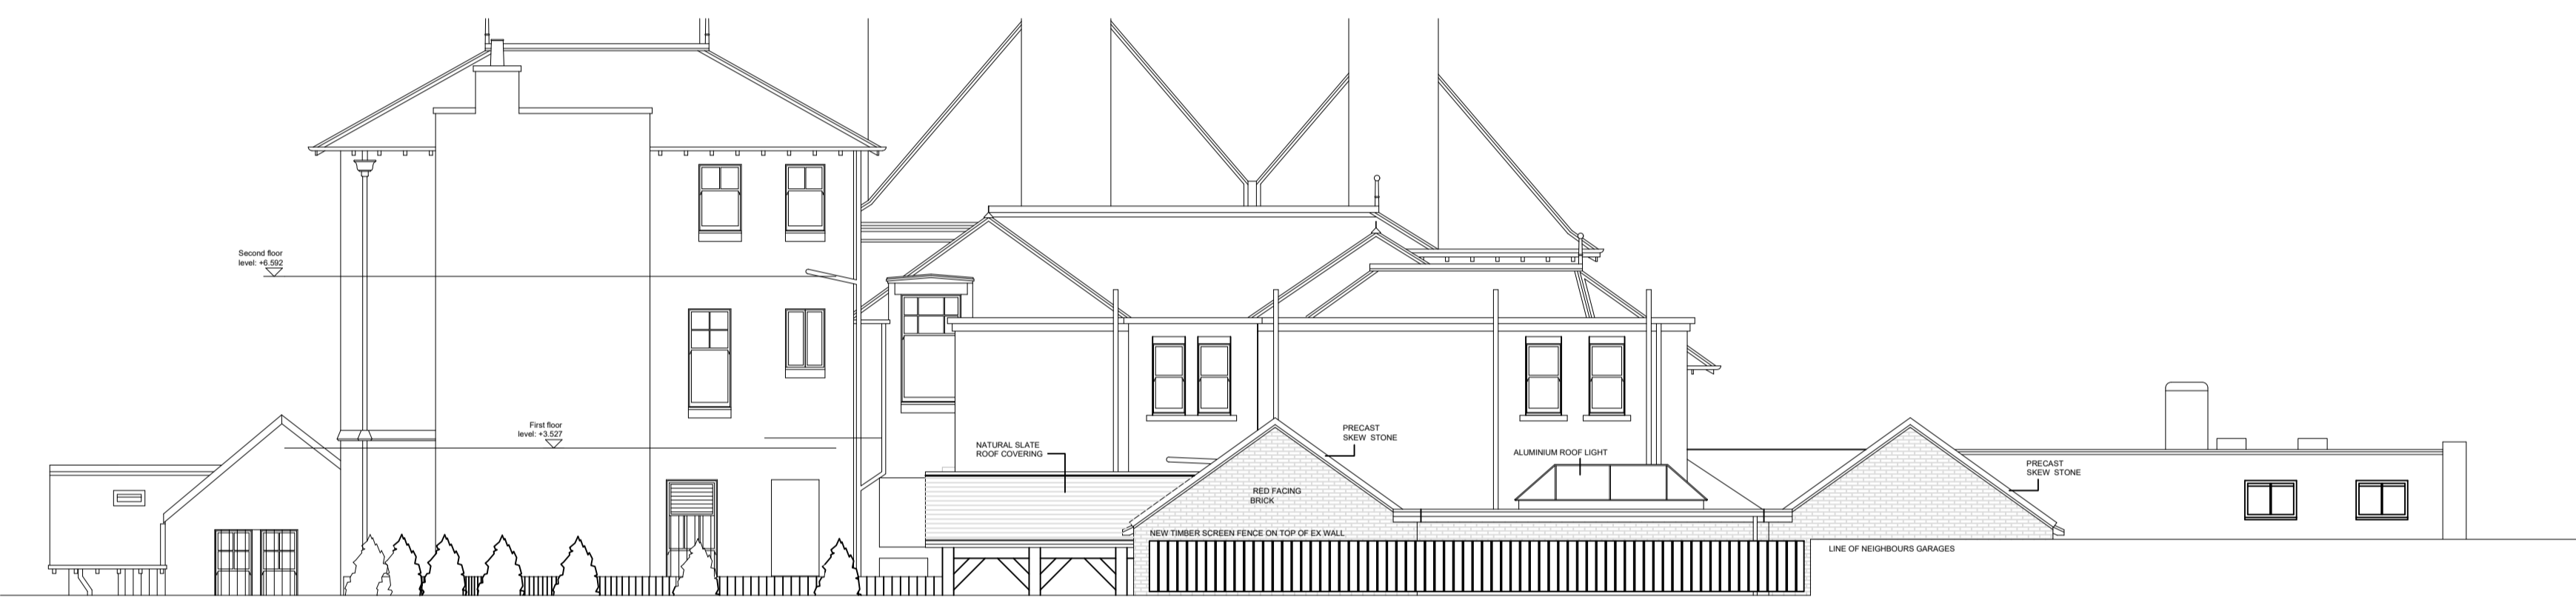 Second floor
level: +6.592
First floor
level: +3.527
NATURAL SLATE
ROOF COVERING
PRECAST
SKEW STONE
ALUMINIUM ROOF LIGHT
RED FACING
BRICK
PRECAST
SKEW STONE
NEW TIMBER SCREEN FENCE ON TOP OF EX WALL
LINE OF NEIGHBOURS GARAGES